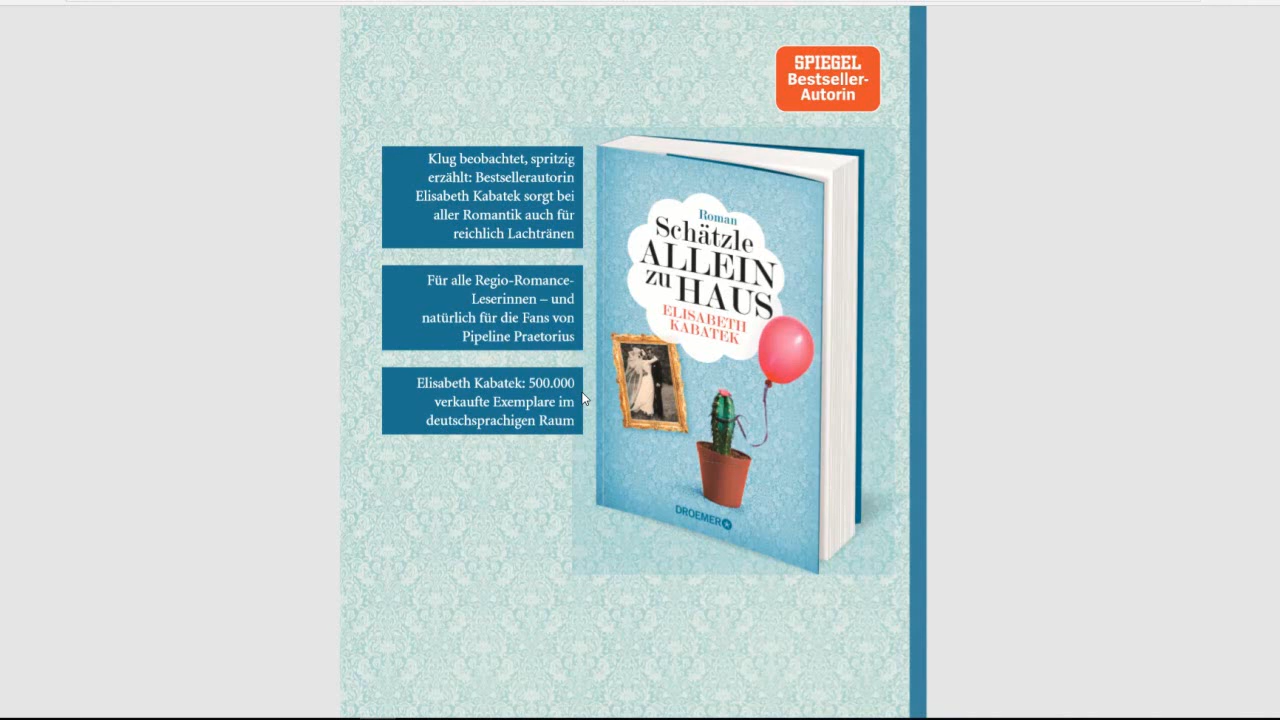 SPIEGEL
Bestseller-
Autorin
Klug beobachtet, spritzig
erzählt: Bestsellerautorin
Elisabeth Kabatek sorgt bei
aller Romantik auch für
reichlich Lachtränen
Für alle Regio-Romance-
Leserinnen – und
natürlich für die Fans von
Pipeline Praetorius
Elisabeth Kabatek: 500.000
verkaufte Exemplare im
deutschsprachigen Raum
Roman
Schätzle
ALLEIN
zu HAUS
ELISABETH
KABATEK
DROEMER